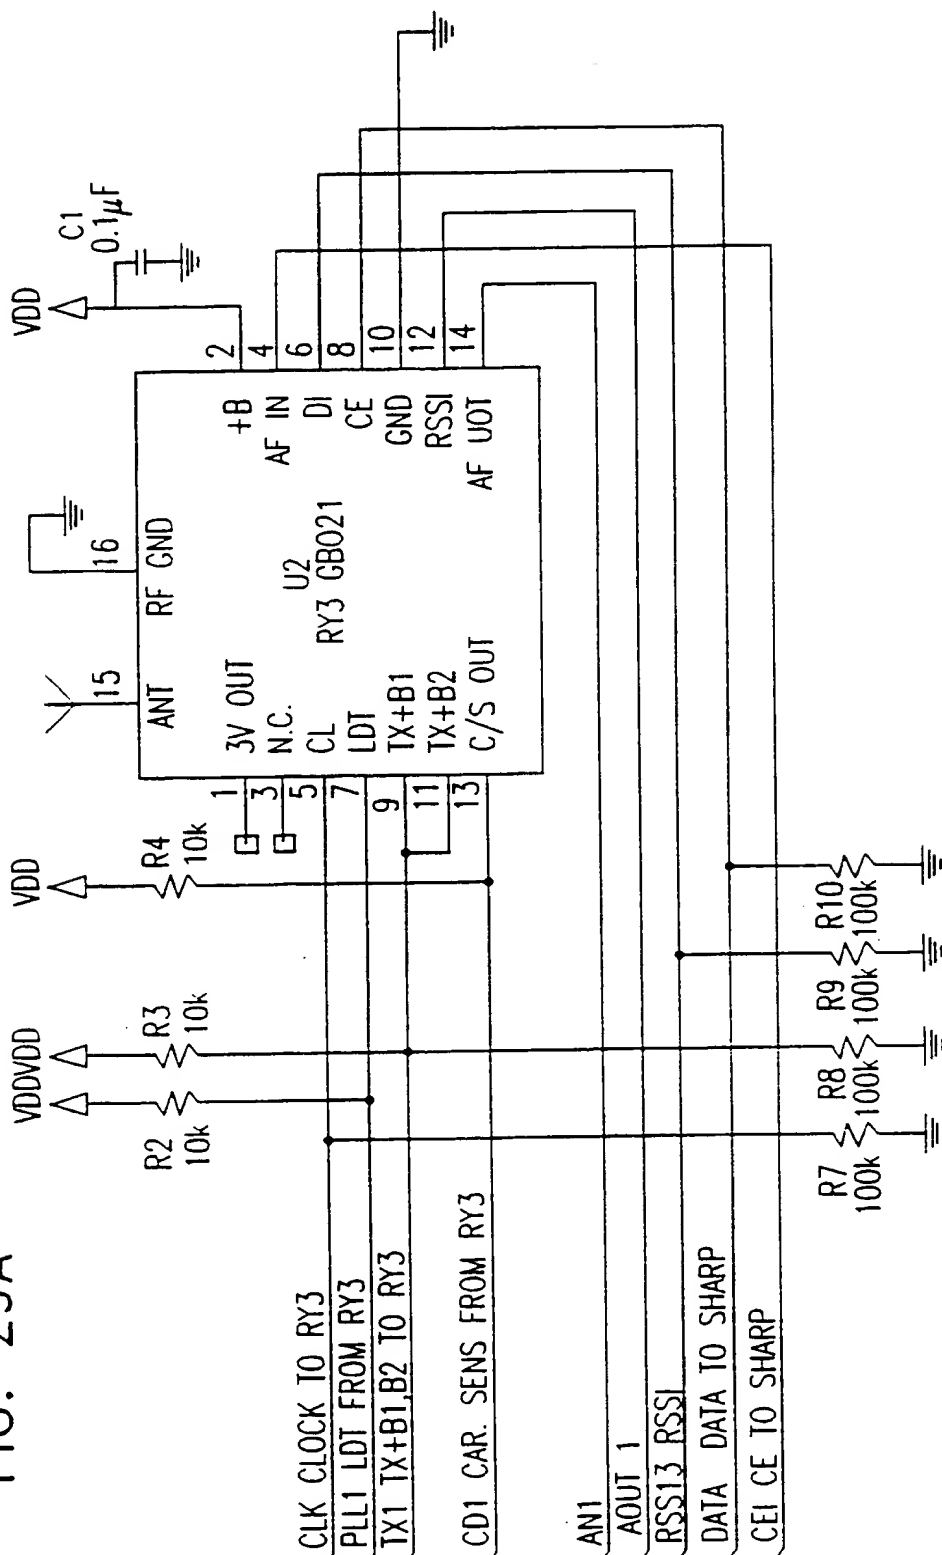 FIG. 25A
VDD
C1
0.1μF
VDD
VDDVDD
R4
10k
R3
10k
R2
10k
15
16
ANT
RF GND
1
3
5
7
9
11
13
3V OUT
N.C.
CL
LDT
TX+B1
TX+B2
C/S OUT
U2
RY3 GB021
+B
AF IN
DI
CE
GND
RSSI
AF UOT
2
4
6
8
10
12
14
CLK CLOCK TO RY3
PLL1 LDT FROM RY3
TX1 TX+B1,B2 TO RY3
CD1 CAR. SENS FROM RY3
AN1
AOUT 1
RSS13 RSSI
DATA DATA TO SHARP
CEI CE TO SHARP
R7
100k
R8
100k
R9
100k
R10
100k